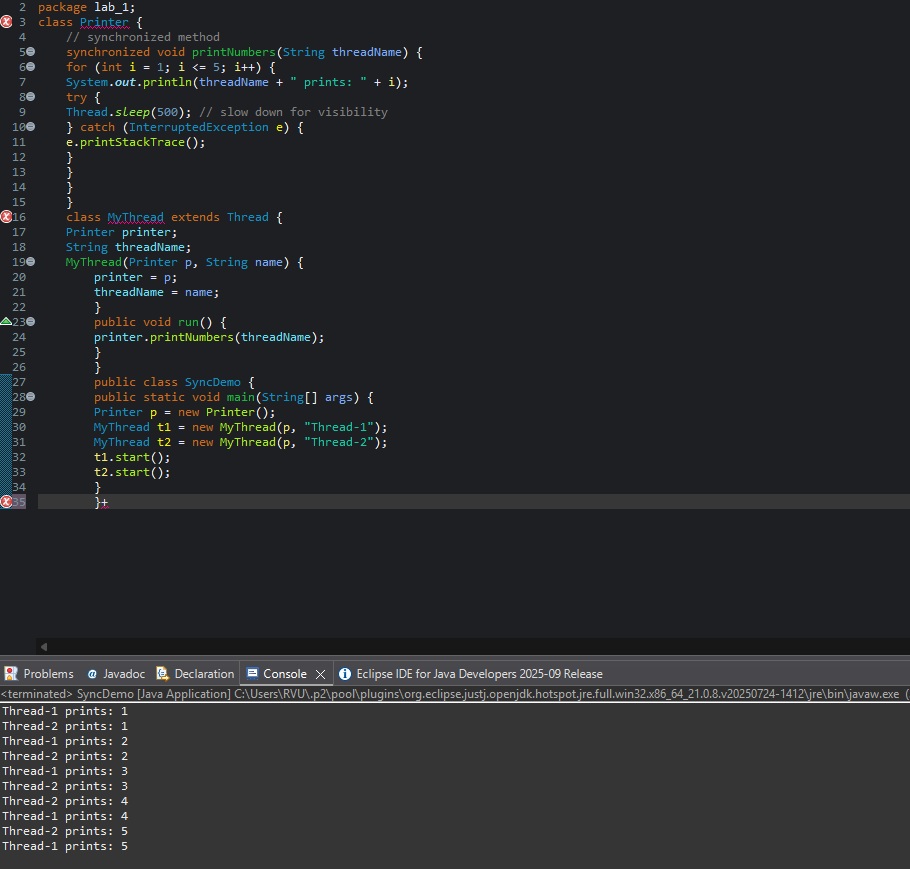 2 package lab_1;
3 class Printer {
4 // synchronized method
5 synchronized void printNumbers(String threadName) {
6 for (int i = 1; i <= 5; i++) {
7 System.out.println(threadName + " prints: " + i);
8 try {
9 Thread.sleep(500); // slow down for visibility
10 } catch (InterruptedException e) {
11 e.printStackTrace();
12 }
13 }
14 }
15 }
16 class MyThread extends Thread {
17 Printer printer;
18 String threadName;
19 MyThread(Printer p, String name) {
20 printer = p;
21 threadName = name;
22 }
23 public void run() {
24 printer.printNumbers(threadName);
25 }
26 }
27 public class SyncDemo {
28 public static void main(String[] args) {
29 Printer p = new Printer();
30 MyThread t1 = new MyThread(p, "Thread-1");
31 MyThread t2 = new MyThread(p, "Thread-2");
32 t1.start();
33 t2.start();
34 }
35 }+
Problems Javadoc Declaration Console Eclipse IDE for Java Developers 2025-09 Release
<terminated> SyncDemo [Java Application] C:\Users\RVU\.p2\pool\plugins\org.eclipse.justj.openjdk.hotspot.jre.full.win32.x86_64_21.0.8.v20250724-1412\jre\bin\javaw.exe (
Thread-1 prints: 1
Thread-2 prints: 1
Thread-1 prints: 2
Thread-2 prints: 2
Thread-1 prints: 3
Thread-2 prints: 3
Thread-2 prints: 4
Thread-1 prints: 4
Thread-2 prints: 5
Thread-1 prints: 5